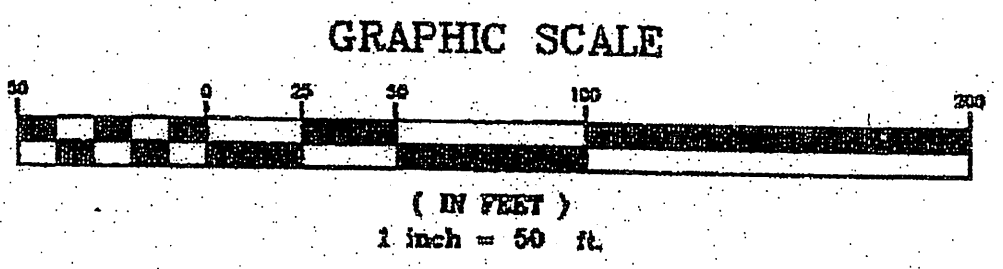 GRAPHIC SCALE
50 0 25 50 100 200
( IN FEET )
1 inch = 50 ft.